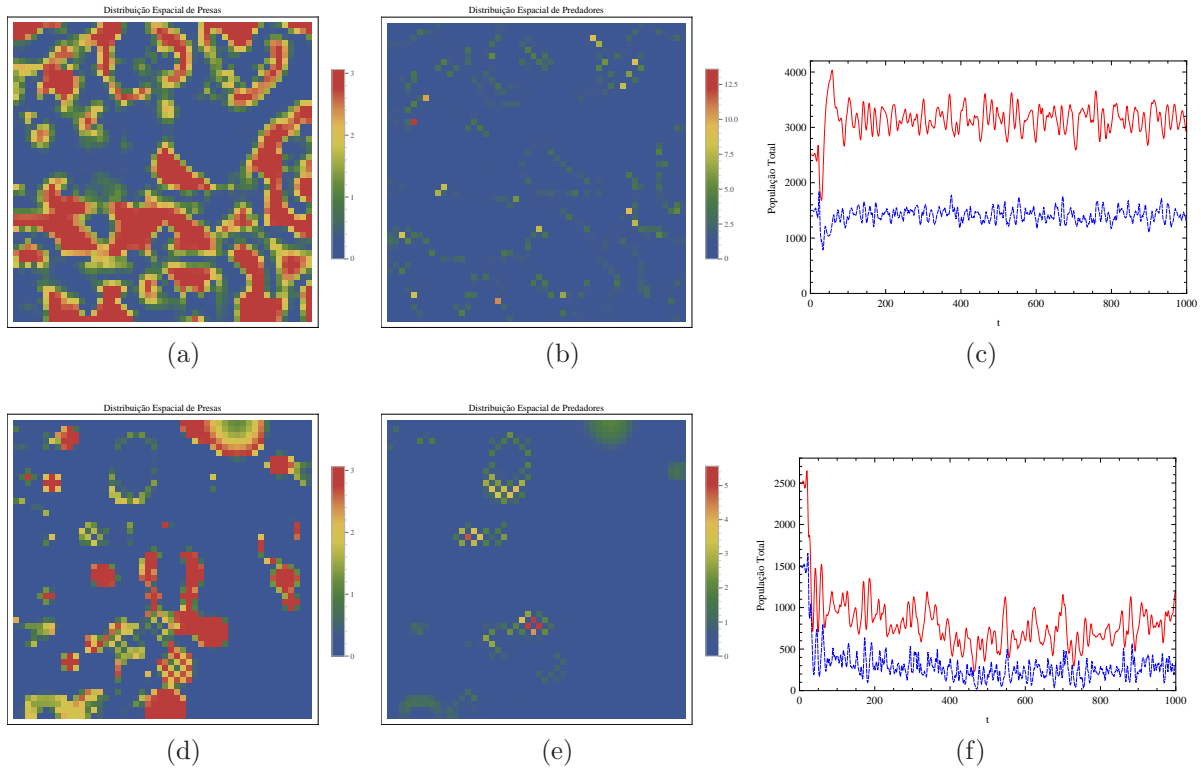 Distribuição Espacial de Presas
3
2
1
0
(a)
Distribuição Espacial de Predadores
12.5
10.0
7.5
5.0
2.5
0
(b)
População Total
4000
3000
2000
1000
0
0 200 400 600 800 1000
t
(c)
Distribuição Espacial de Presas
3
2
1
0
(d)
Distribuição Espacial de Predadores
5
4
3
2
1
0
(e)
População Total
2500
2000
1500
1000
500
0
0 200 400 600 800 1000
t
(f)